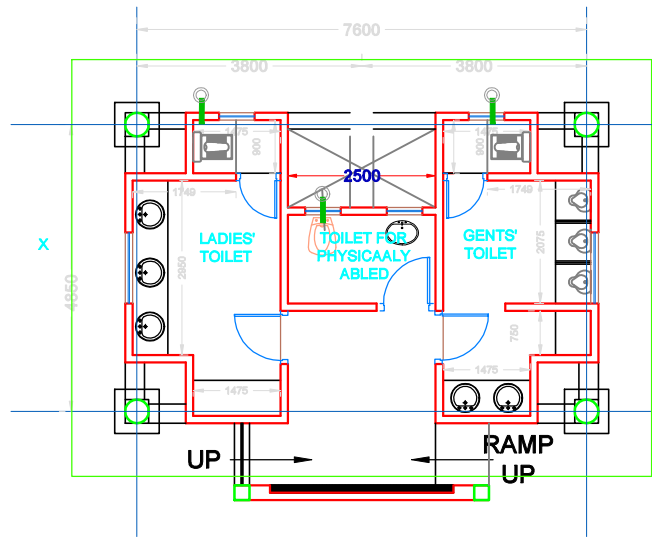 7600
3800
3800
1475
900
1475
900
2500
1749
1749
LADIES'
TOILET
TOILET FOR
PHYSICAALY
ABLED
GENTS'
TOILET
X
4850
2950
2075
750
1475
1475
UP
RAMP
UP